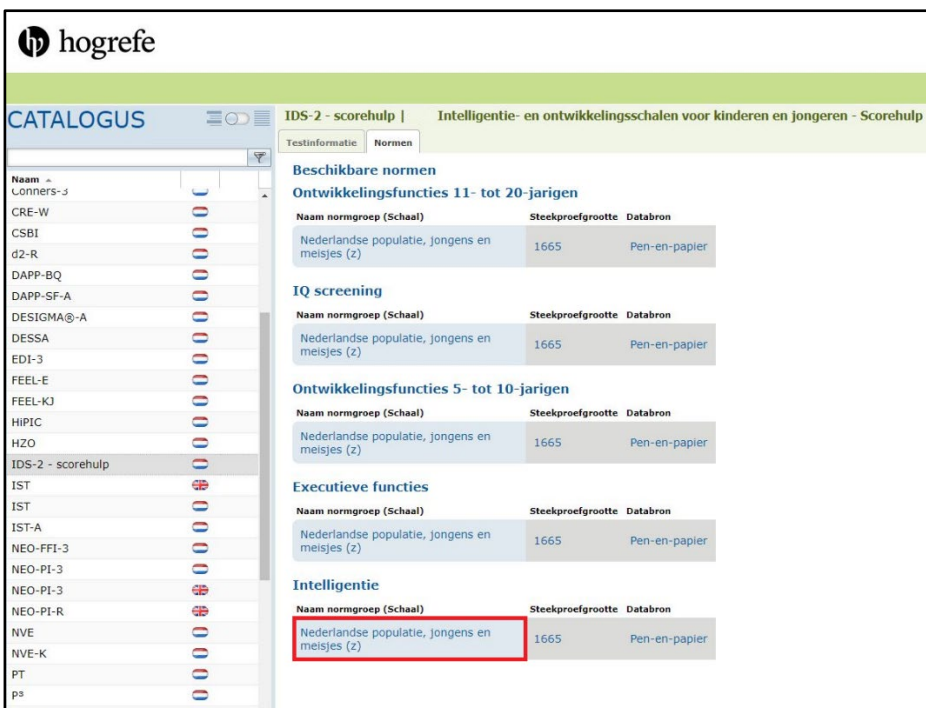 hogrefe
CATALOGUS
Naam
Conners-3
CRE-W
CSBI
d2-R
DAPP-BQ
DAPP-SF-A
DESIGMA®-A
DESSA
EDI-3
FEEL-E
FEEL-KJ
HiPIC
HZO
IDS-2 - scorehulp
IST
IST
IST-A
NEO-FFI-3
NEO-PI-3
NEO-PI-3
NEO-PI-R
NVE
NVE-K
PT
P³
IDS-2 - scorehulp | Intelligentie- en ontwikkelingsschalen voor kinderen en jongeren - Scorehulp
Testinformatie Normen
Beschikbare normen
Ontwikkelingsfuncties 11- tot 20-jarigen
Naam normgroep (Schaal) Steekproefgrootte Databron
Nederlandse populatie, jongens en
meisjes (z) 1665 Pen-en-papier
IQ screening
Naam normgroep (Schaal) Steekproefgrootte Databron
Nederlandse populatie, jongens en
meisjes (z) 1665 Pen-en-papier
Ontwikkelingsfuncties 5- tot 10-jarigen
Naam normgroep (Schaal) Steekproefgrootte Databron
Nederlandse populatie, jongens en
meisjes (z) 1665 Pen-en-papier
Executieve functies
Naam normgroep (Schaal) Steekproefgrootte Databron
Nederlandse populatie, jongens en
meisjes (z) 1665 Pen-en-papier
Intelligentie
Naam normgroep (Schaal) Steekproefgrootte Databron
Nederlandse populatie, jongens en
meisjes (z) 1665 Pen-en-papier